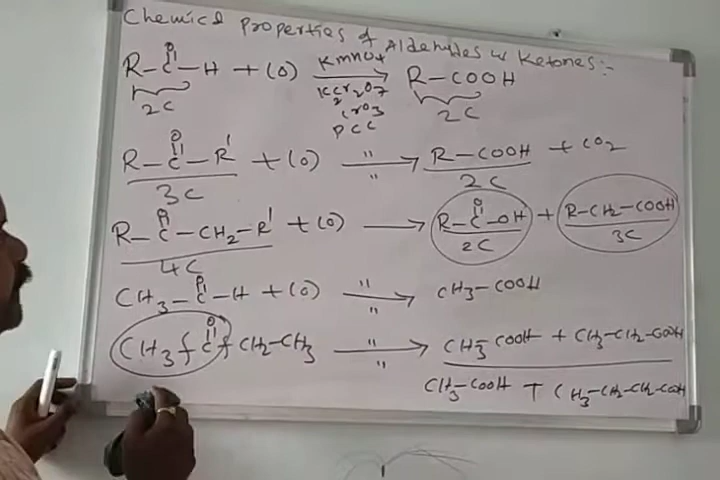 Chemical Properties of Aldehydes vs Ketones:-
O
R-C-H + (O) KMnO4 R-COOH
2C K2Cr2O7 2C
CrO3
PCC
O
R-C-R' + (O) " R-COOH + CO2
3C " 2C
O O
R-C-CH2-R' + (O) R-C-OH + R-CH2-COOH
4C 2C 3C
O
CH3-C-H + (O) " CH3-COOH
"
O
CH3-C-CH2-CH3 " CH3-COOH + CH3-CH2-COOH
"
CH3-COOH + CH3-CH2-CH2-COOH